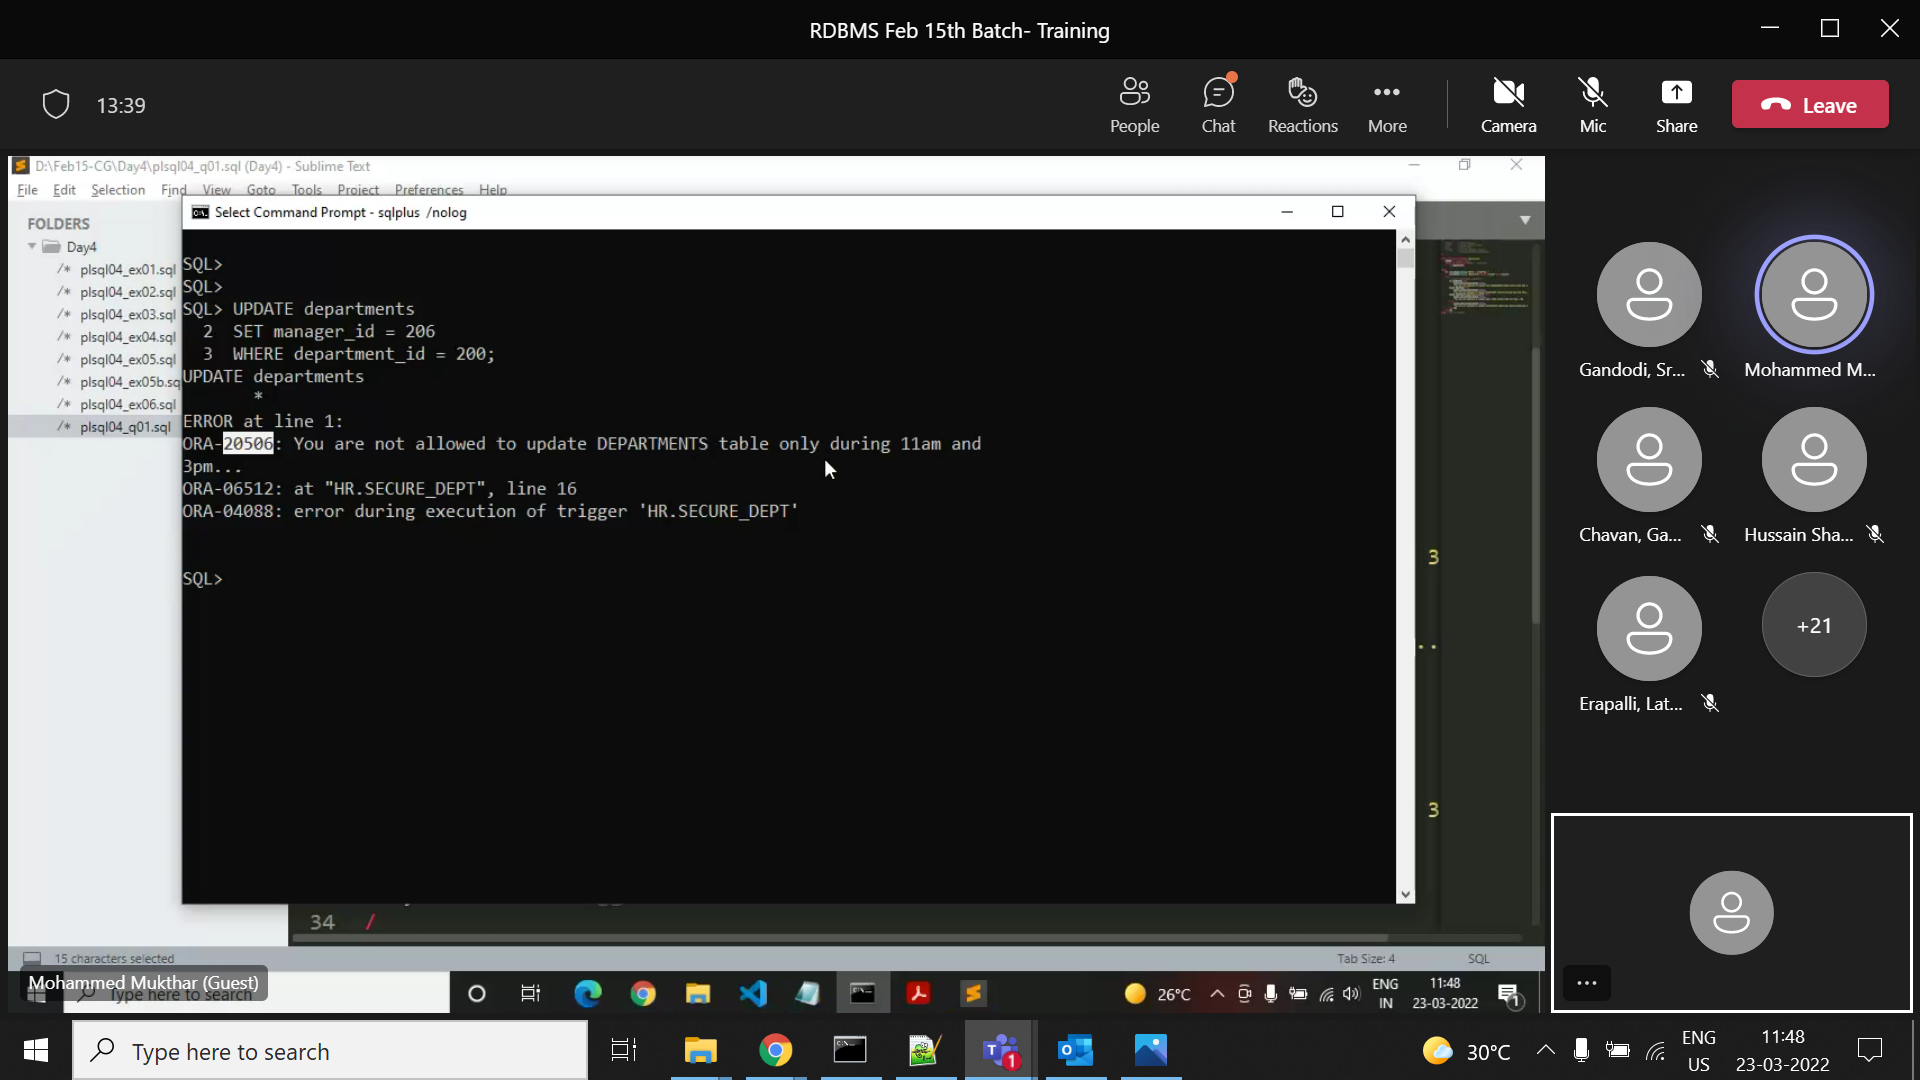 RDBMS Feb 15th Batch- Training
13:39
People
Chat
Reactions
More
Camera
Mic
Share
Leave
D:\Feb15-CG\Day4\plsql04_q01.sql (Day4) - Sublime Text
File Edit Selection Find View Goto Tools Project Preferences Help
FOLDERS
Day4
/* plsql04_ex01.sql
/* plsql04_ex02.sql
/* plsql04_ex03.sql
/* plsql04_ex04.sql
/* plsql04_ex05.sql
/* plsql04_ex05b.sq
/* plsql04_ex06.sql
/* plsql04_q01.sql
Select Command Prompt - sqlplus /nolog
SQL>
SQL>
SQL> UPDATE departments
2 SET manager_id = 206
3 WHERE department_id = 200;
UPDATE departments
*
ERROR at line 1:
ORA-20506: You are not allowed to update DEPARTMENTS table only during 11am and
3pm...
ORA-06512: at "HR.SECURE_DEPT", line 16
ORA-04088: error during execution of trigger 'HR.SECURE_DEPT'
SQL>
3
..
3
34 /
15 characters selected
Tab Size: 4
SQL
Mohammed Mukthar (Guest)
Type here to search
26°C
ENG
IN
11:48
23-03-2022
1
Gandodi, Sr...
Mohammed M...
Chavan, Ga...
Hussain Sha...
Erapalli, Lat...
+21
...
Type here to search
1
30°C
ENG
US
11:48
23-03-2022